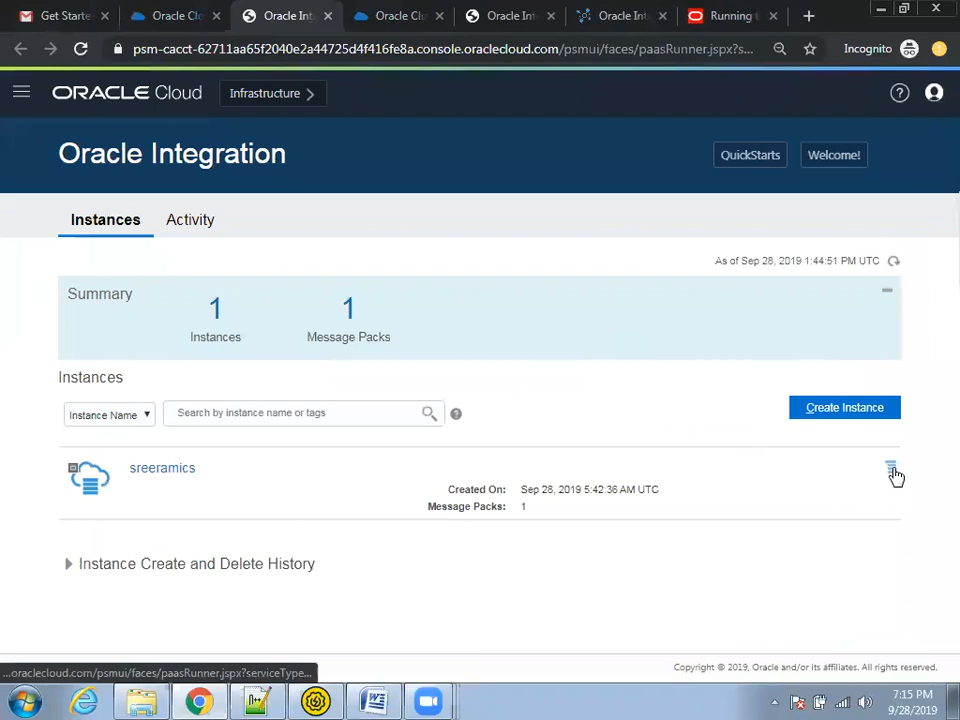 Get Starte
Oracle Clo
Oracle Int
Oracle Clo
Oracle Int
Oracle Int
Running
psm-cacct-62711aa65f2040e2a44725d4f416fe8a.console.oraclecloud.com/psmui/faces/paasRunner.jspx?s...
Incognito
ORACLE Cloud
Infrastructure
Oracle Integration
QuickStarts
Welcome!
Instances
Activity
As of Sep 28, 2019 1:44:51 PM UTC
Summary
1
Instances
1
Message Packs
Instances
Instance Name
Search by instance name or tags
Create Instance
sreeramics
Created On: Sep 28, 2019 5:42:36 AM UTC
Message Packs: 1
Instance Create and Delete History
...oraclecloud.com/psmui/faces/paasRunner.jspx?serviceType...
Copyright © 2019, Oracle and/or its affiliates. All rights reserved.
7:15 PM
9/28/2019